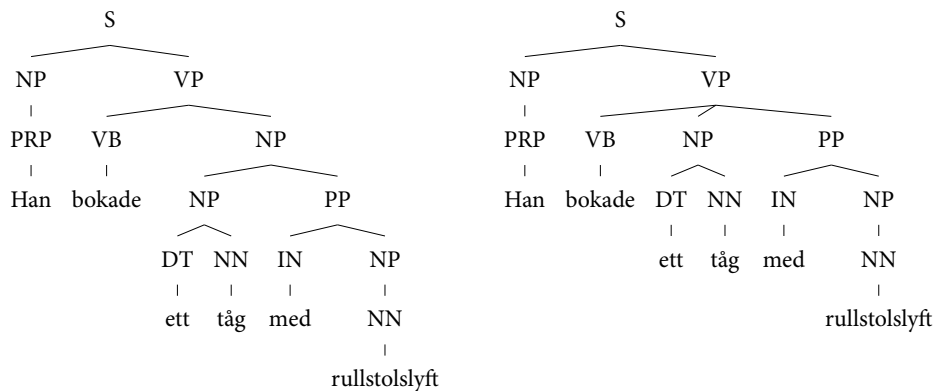 S S
NP VP NP VP
PRP VB NP PRP VB NP PP
Han bokade NP PP Han bokade DT NN IN NP
DT NN IN NP ett tåg med NN
ett tåg med NN rullstolslyft
rullstolslyft